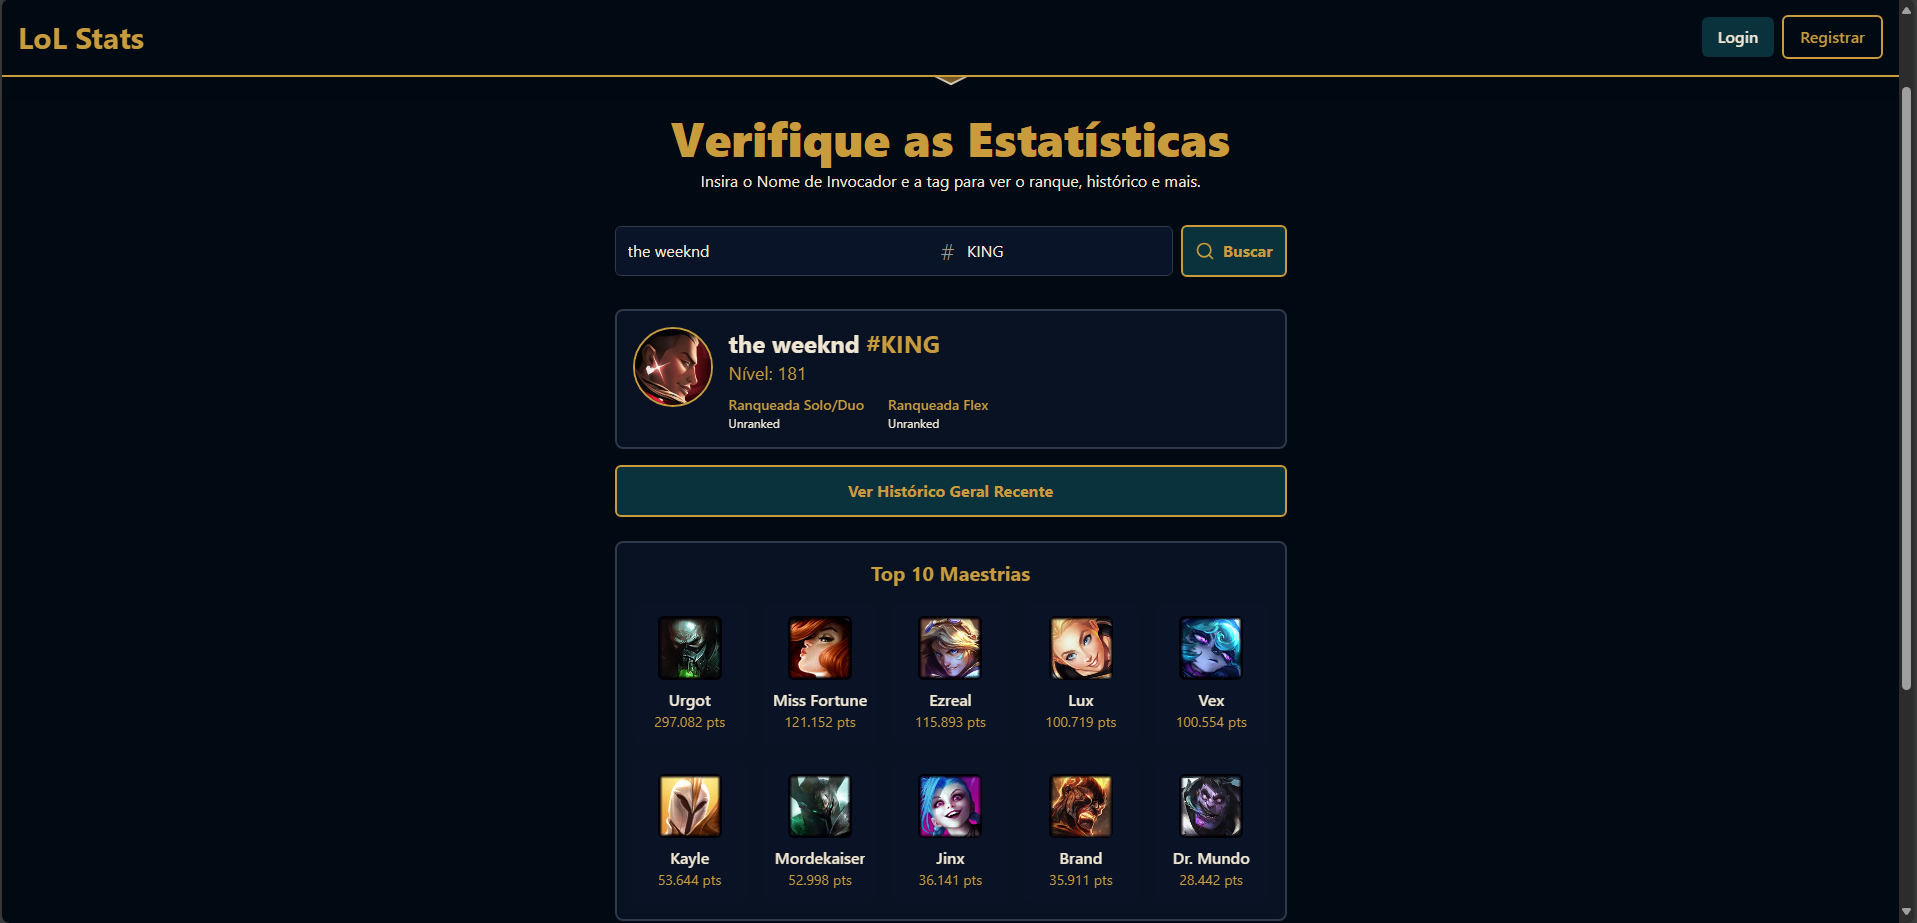 LoL Stats
Login
Registrar
Verifique as Estatísticas
Insira o Nome de Invocador e a tag para ver o ranque, histórico e mais.
the weeknd # KING
Buscar
the weeknd #KING
Nível: 181
Ranqueada Solo/Duo
Unranked
Ranqueada Flex
Unranked
Ver Histórico Geral Recente
Top 10 Maestrias
Urgot
297.082 pts
Miss Fortune
121.152 pts
Ezreal
115.893 pts
Lux
100.719 pts
Vex
100.554 pts
Kayle
53.644 pts
Mordekaiser
52.998 pts
Jinx
36.141 pts
Brand
35.911 pts
Dr. Mundo
28.442 pts